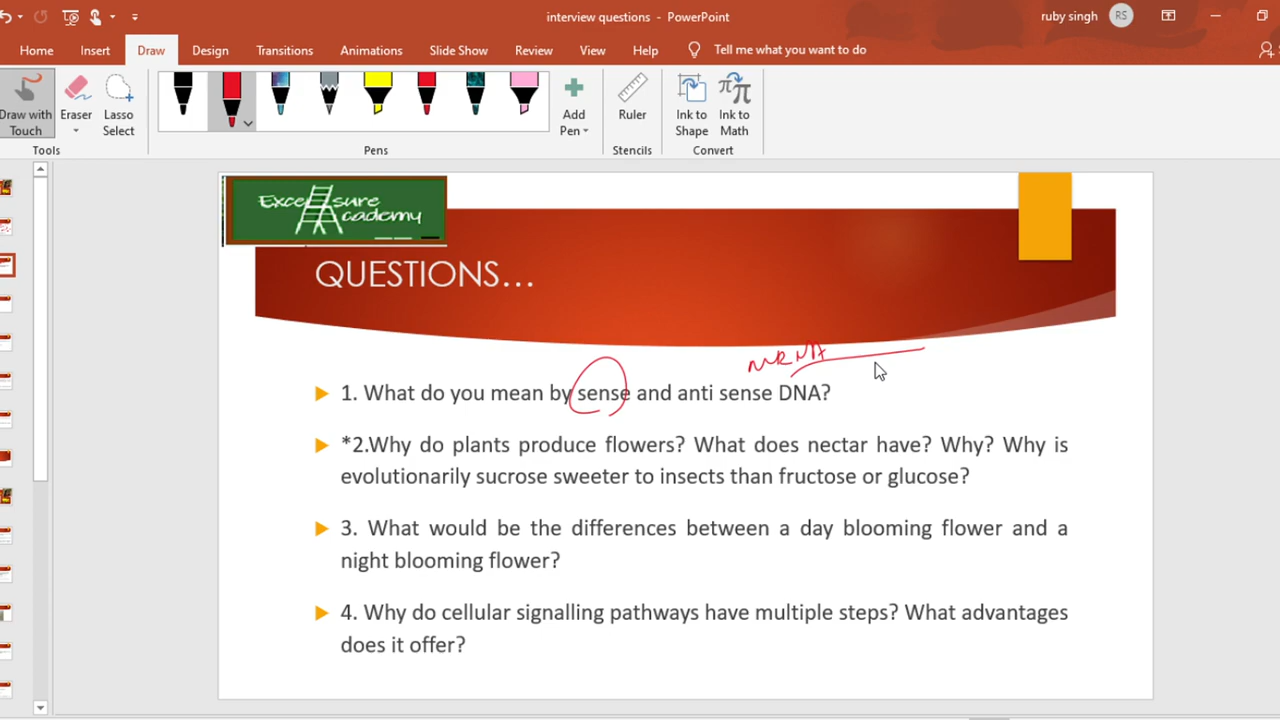 interview questions - PowerPoint
ruby singh RS
Home Insert Draw Design Transitions Animations Slide Show Review View Help Tell me what you want to do
Draw with Touch
Eraser
Lasso Select
Add Pen
Ruler
Ink to Shape
Ink to Math
Tools
Pens
Stencils
Convert
Excel sure
Academy
QUESTIONS...
mRNA
1. What do you mean by sense and anti sense DNA?
*2.Why do plants produce flowers? What does nectar have? Why? Why is
evolutionarily sucrose sweeter to insects than fructose or glucose?
3. What would be the differences between a day blooming flower and a
night blooming flower?
4. Why do cellular signalling pathways have multiple steps? What advantages
does it offer?